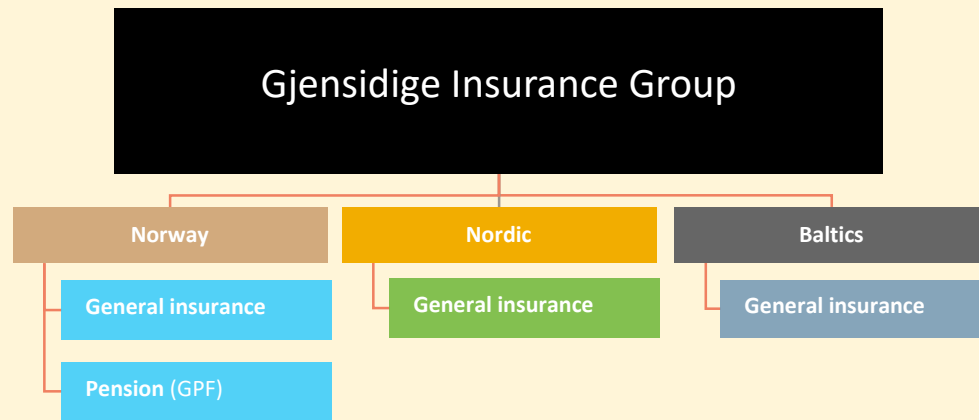 Gjensidige Insurance Group
Norway
Nordic
Baltics
General insurance
General insurance
General insurance
Pension (GPF)